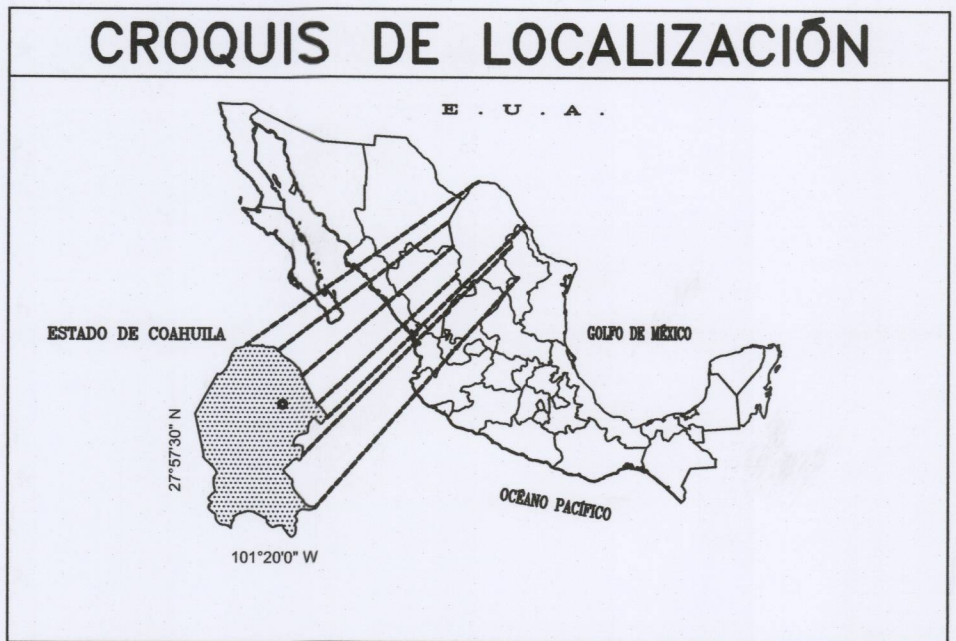 CROQUIS DE LOCALIZACIÓN
E . U . A .
ESTADO DE COAHUILA
GOLFO DE MÉXICO
27°57'30" N
OCÉANO PACÍFICO
101°20'0" W